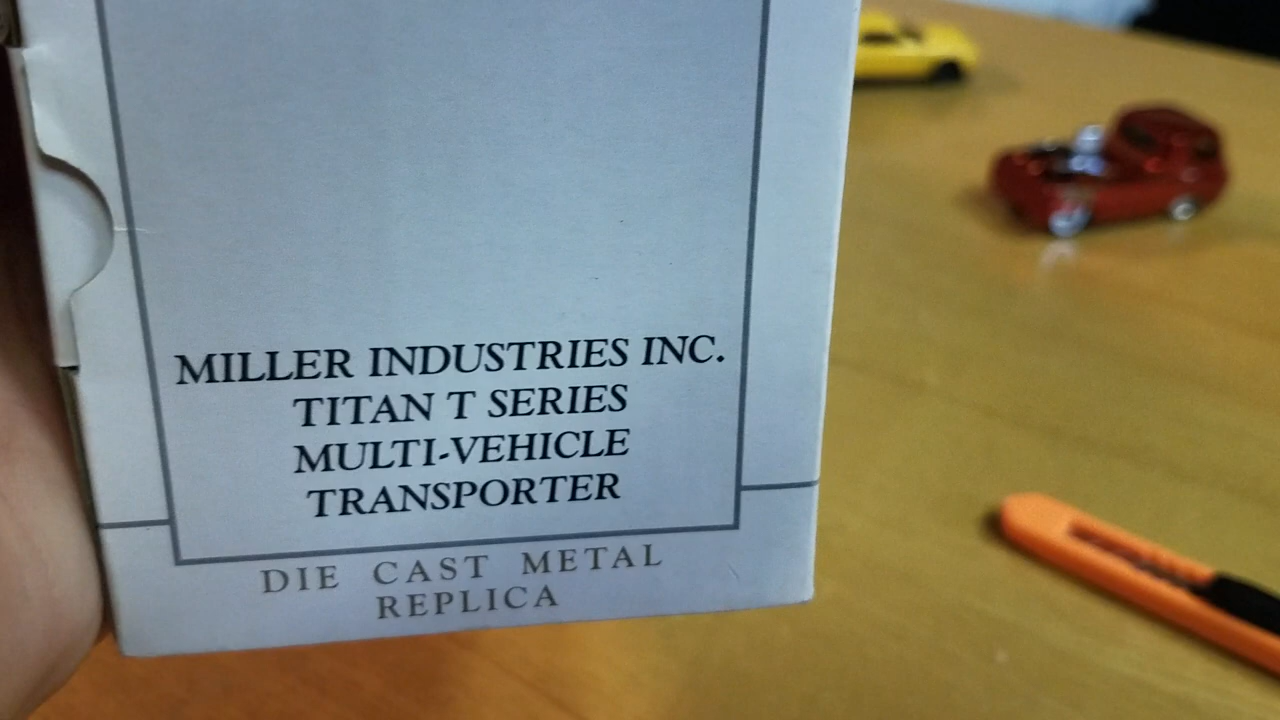 MILLER INDUSTRIES INC.
TITAN T SERIES
MULTI-VEHICLE
TRANSPORTER
DIE CAST METAL
REPLICA